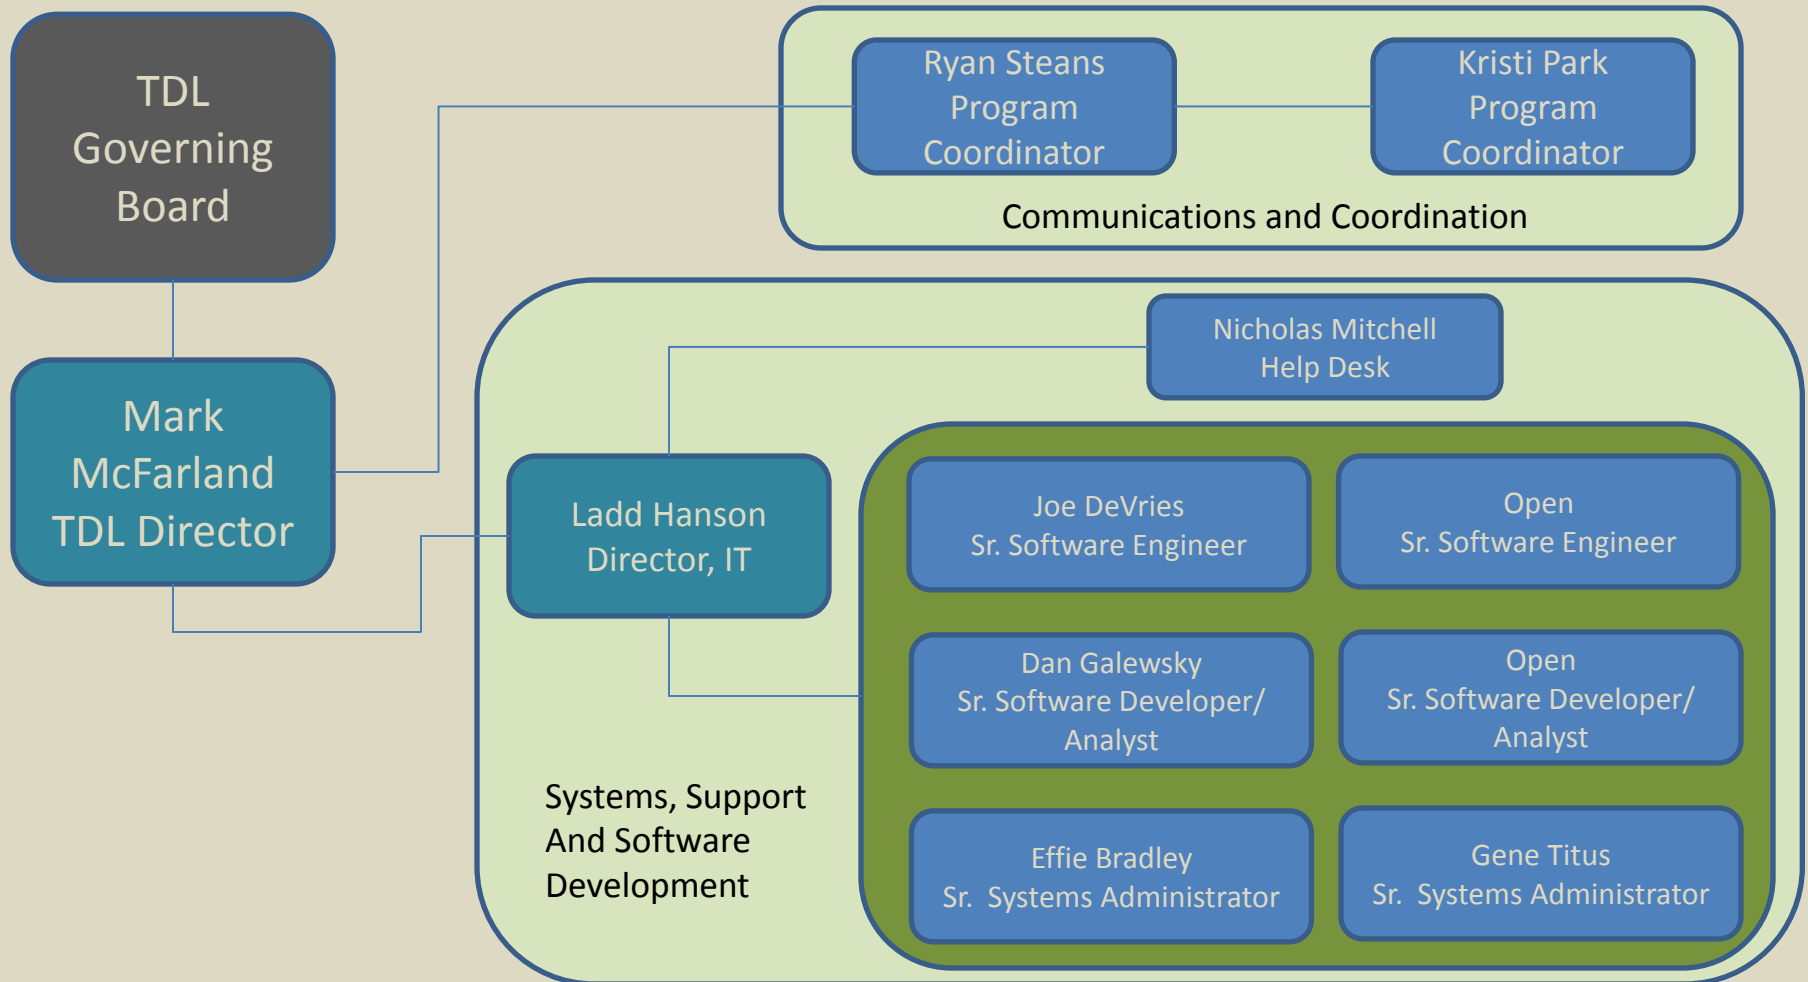 TDL
Governing
Board
Mark
McFarland
TDL Director
Ryan Steans
Program
Coordinator
Kristi Park
Program
Coordinator
Communications and Coordination
Nicholas Mitchell
Help Desk
Ladd Hanson
Director, IT
Joe DeVries
Sr. Software Engineer
Open
Sr. Software Engineer
Dan Galewsky
Sr. Software Developer/
Analyst
Open
Sr. Software Developer/
Analyst
Effie Bradley
Sr.  Systems Administrator
Gene Titus
Sr.  Systems Administrator
Systems, Support
And Software
Development